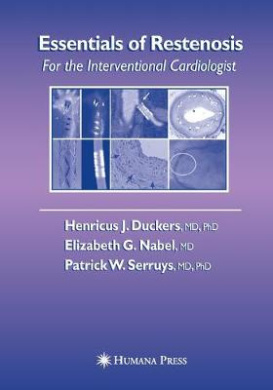 Essentials of Restenosis
For the Interventional Cardiologist
Henricus J. Duckers, MD, PhD
Elizabeth G. Nabel, MD
Patrick W. Serruys, MD, PhD
HUMANA PRESS